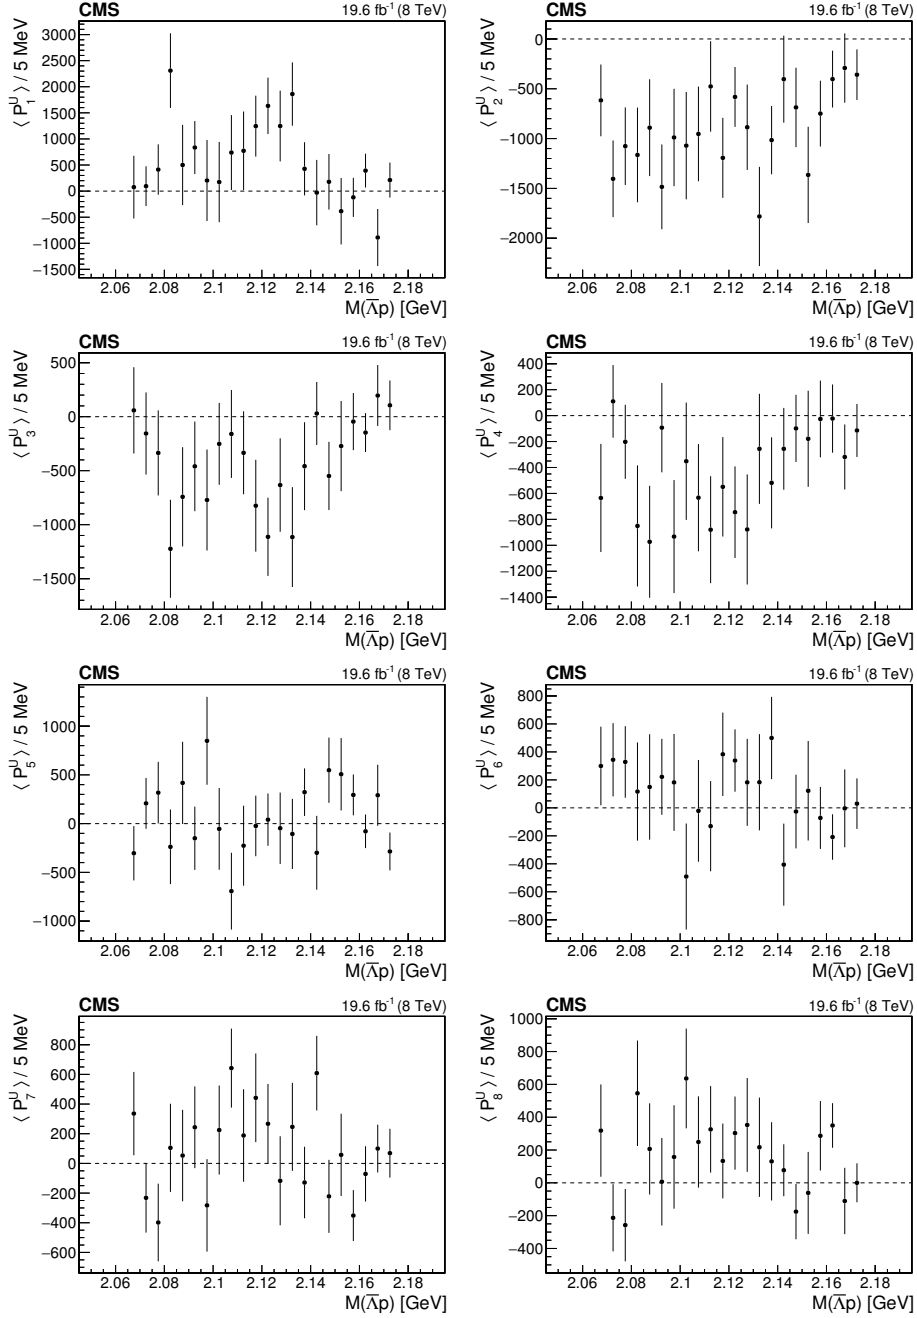 CMS 19.6 fb⁻¹ (8 TeV) CMS 19.6 fb⁻¹ (8 TeV)
⟨ P₁ᵁ ⟩ / 5 MeV ⟨ P₂ᵁ ⟩ / 5 MeV
3000 0
2500 −500
2000 −1000
1500 −1500
1000 −2000
500
0
−500
−1000
−1500
2.06 2.08 2.1 2.12 2.14 2.16 2.18 2.06 2.08 2.1 2.12 2.14 2.16 2.18
M(Λ̅p) [GeV] M(Λ̅p) [GeV]
CMS 19.6 fb⁻¹ (8 TeV) CMS 19.6 fb⁻¹ (8 TeV)
⟨ P₃ᵁ ⟩ / 5 MeV ⟨ P₄ᵁ ⟩ / 5 MeV
500 400
0 200
−500 0
−1000 −200
−1500 −400
−600
−800
−1000
−1200
−1400
2.06 2.08 2.1 2.12 2.14 2.16 2.18 2.06 2.08 2.1 2.12 2.14 2.16 2.18
M(Λ̅p) [GeV] M(Λ̅p) [GeV]
CMS 19.6 fb⁻¹ (8 TeV) CMS 19.6 fb⁻¹ (8 TeV)
⟨ P₅ᵁ ⟩ / 5 MeV ⟨ P₆ᵁ ⟩ / 5 MeV
1000 800
500 600
0 400
−500 200
−1000 0
−200
−400
−600
−800
2.06 2.08 2.1 2.12 2.14 2.16 2.18 2.06 2.08 2.1 2.12 2.14 2.16 2.18
M(Λ̅p) [GeV] M(Λ̅p) [GeV]
CMS 19.6 fb⁻¹ (8 TeV) CMS 19.6 fb⁻¹ (8 TeV)
⟨ P₇ᵁ ⟩ / 5 MeV ⟨ P₈ᵁ ⟩ / 5 MeV
800 1000
600 800
400 600
200 400
0 200
−200 0
−400 −200
−600 −400
2.06 2.08 2.1 2.12 2.14 2.16 2.18 2.06 2.08 2.1 2.12 2.14 2.16 2.18
M(Λ̅p) [GeV] M(Λ̅p) [GeV]